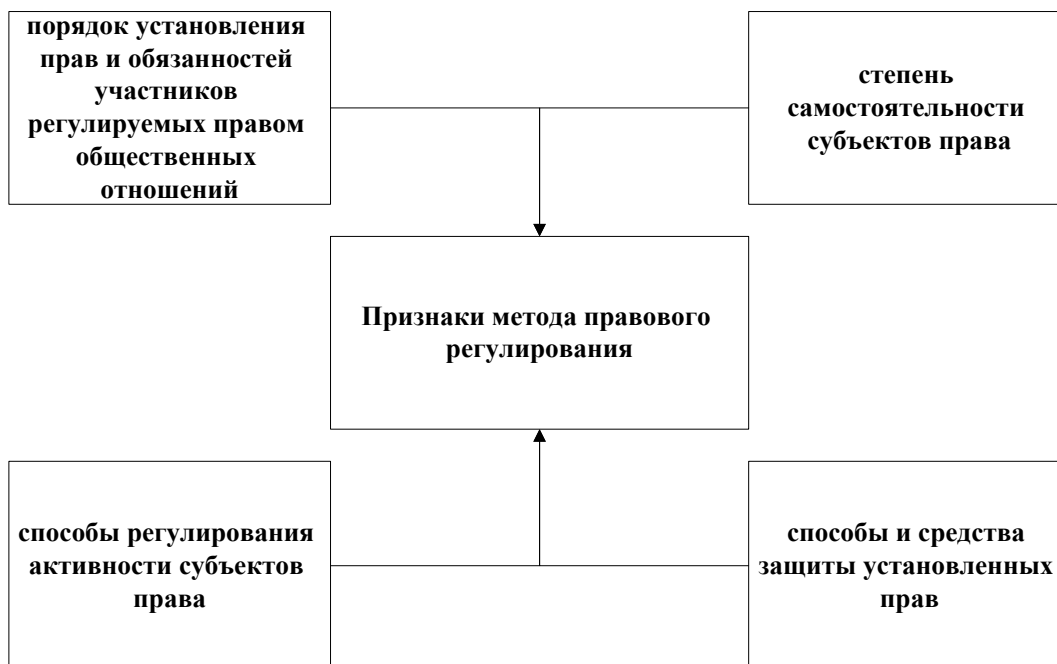 порядок установления
прав и обязанностей
участников
регулируемых правом
общественных
отношений
степень
самостоятельности
субъектов права
Признаки метода правового
регулирования
способы регулирования
активности субъектов
права
способы и средства
защиты установленных
прав